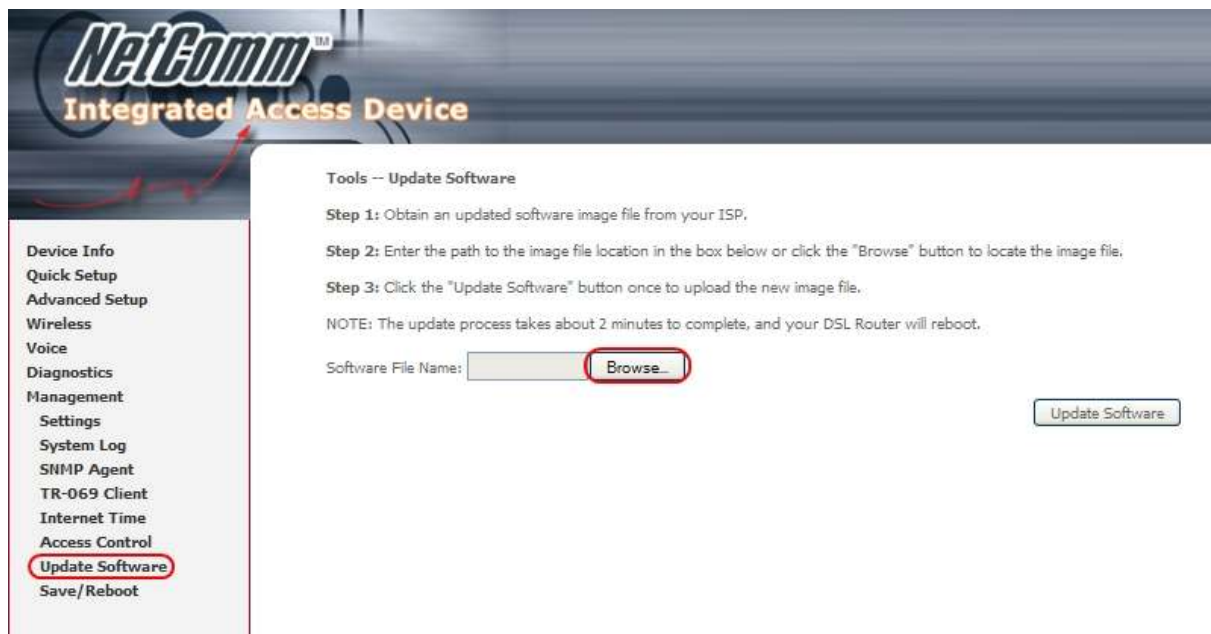 NetComm™
Integrated Access Device
Device Info
Quick Setup
Advanced Setup
Wireless
Voice
Diagnostics
Management
Settings
System Log
SNMP Agent
TR-069 Client
Internet Time
Access Control
Update Software
Save/Reboot
Tools -- Update Software
Step 1: Obtain an updated software image file from your ISP.
Step 2: Enter the path to the image file location in the box below or click the "Browse" button to locate the image file.
Step 3: Click the "Update Software" button once to upload the new image file.
NOTE: The update process takes about 2 minutes to complete, and your DSL Router will reboot.
Software File Name: Browse...
Update Software